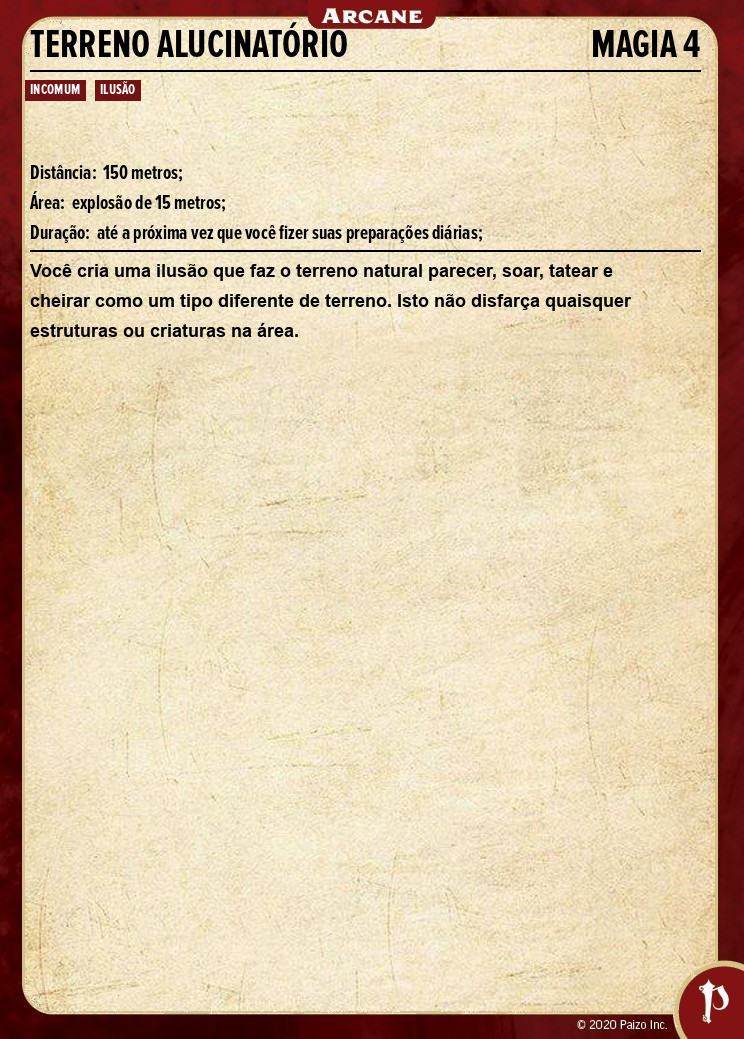 ARCANE
TERRENO ALUCINATÓRIO MAGIA 4
INCOMUM ILUSÃO
Distância: 150 metros;
Área: explosão de 15 metros;
Duração: até a próxima vez que você fizer suas preparações diárias;
Você cria uma ilusão que faz o terreno natural parecer, soar, tatear e
cheirar como um tipo diferente de terreno. Isto não disfarça quaisquer
estruturas ou criaturas na área.
© 2020 Paizo Inc.
P